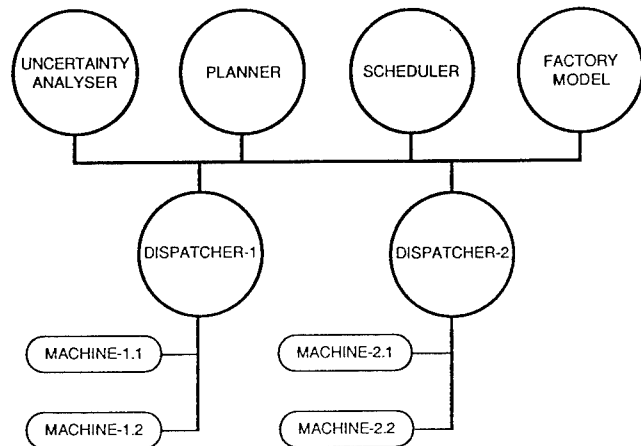 UNCERTAINTY
ANALYSER
PLANNER
SCHEDULER
FACTORY
MODEL
DISPATCHER-1
DISPATCHER-2
MACHINE-1.1
MACHINE-2.1
MACHINE-1.2
MACHINE-2.2